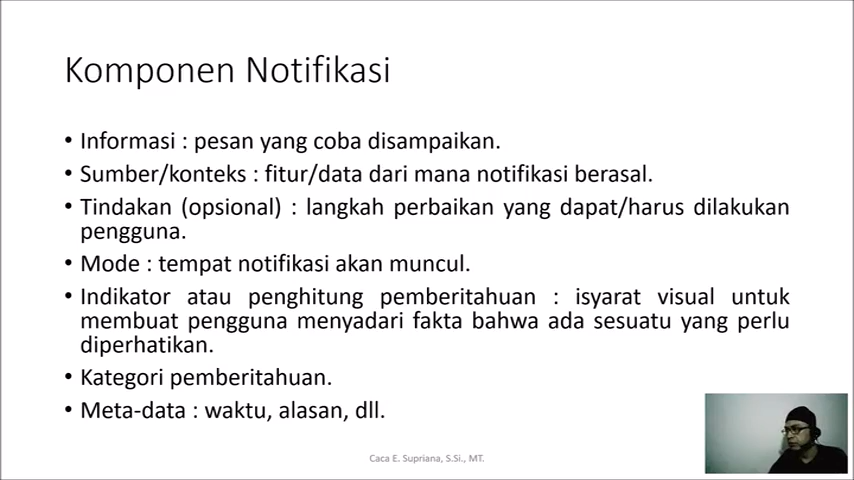 Komponen Notifikasi
• Informasi : pesan yang coba disampaikan.
• Sumber/konteks : fitur/data dari mana notifikasi berasal.
• Tindakan (opsional) : langkah perbaikan yang dapat/harus dilakukan
pengguna.
• Mode : tempat notifikasi akan muncul.
• Indikator atau penghitung pemberitahuan : isyarat visual untuk
membuat pengguna menyadari fakta bahwa ada sesuatu yang perlu
diperhatikan.
• Kategori pemberitahuan.
• Meta-data : waktu, alasan, dll.
Caca E. Supriana, S.Si., MT.